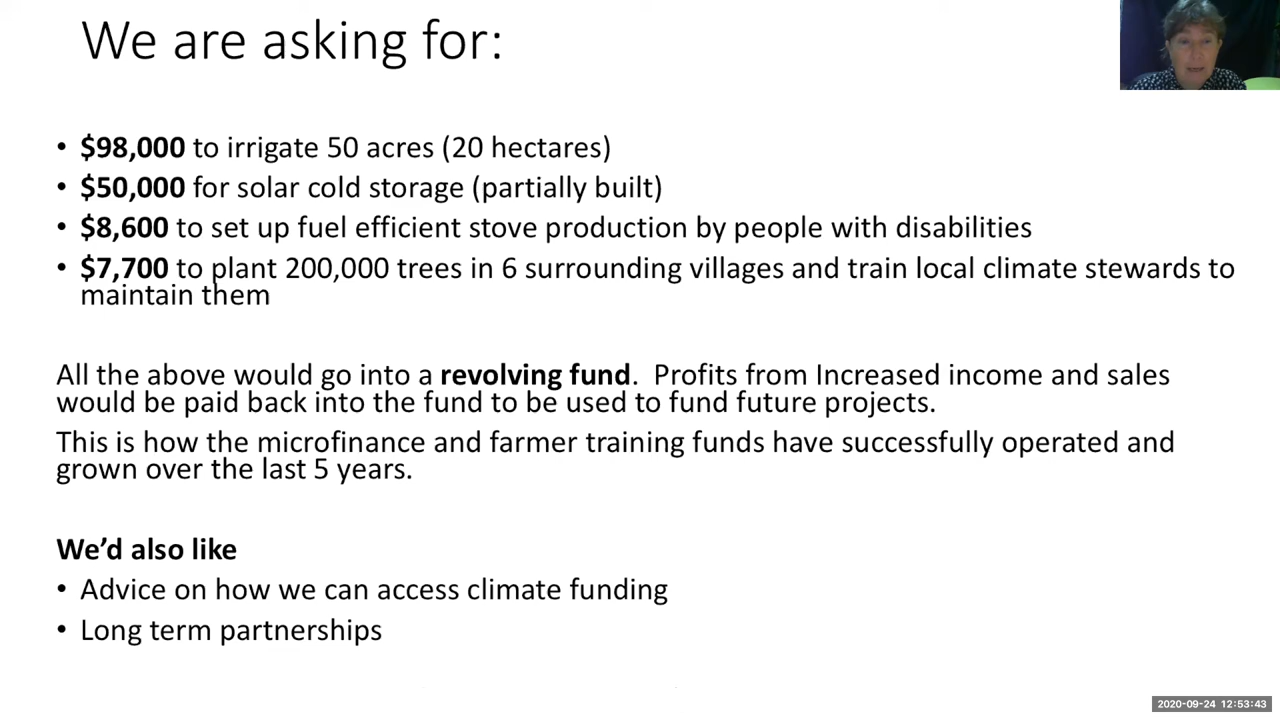 We are asking for:
• $98,000 to irrigate 50 acres (20 hectares)
• $50,000 for solar cold storage (partially built)
• $8,600 to set up fuel efficient stove production by people with disabilities
• $7,700 to plant 200,000 trees in 6 surrounding villages and train local climate stewards to
maintain them
All the above would go into a revolving fund.  Profits from Increased income and sales
would be paid back into the fund to be used to fund future projects.
This is how the microfinance and farmer training funds have successfully operated and
grown over the last 5 years.
We’d also like
• Advice on how we can access climate funding
• Long term partnerships
2020-09-24 12:53:43